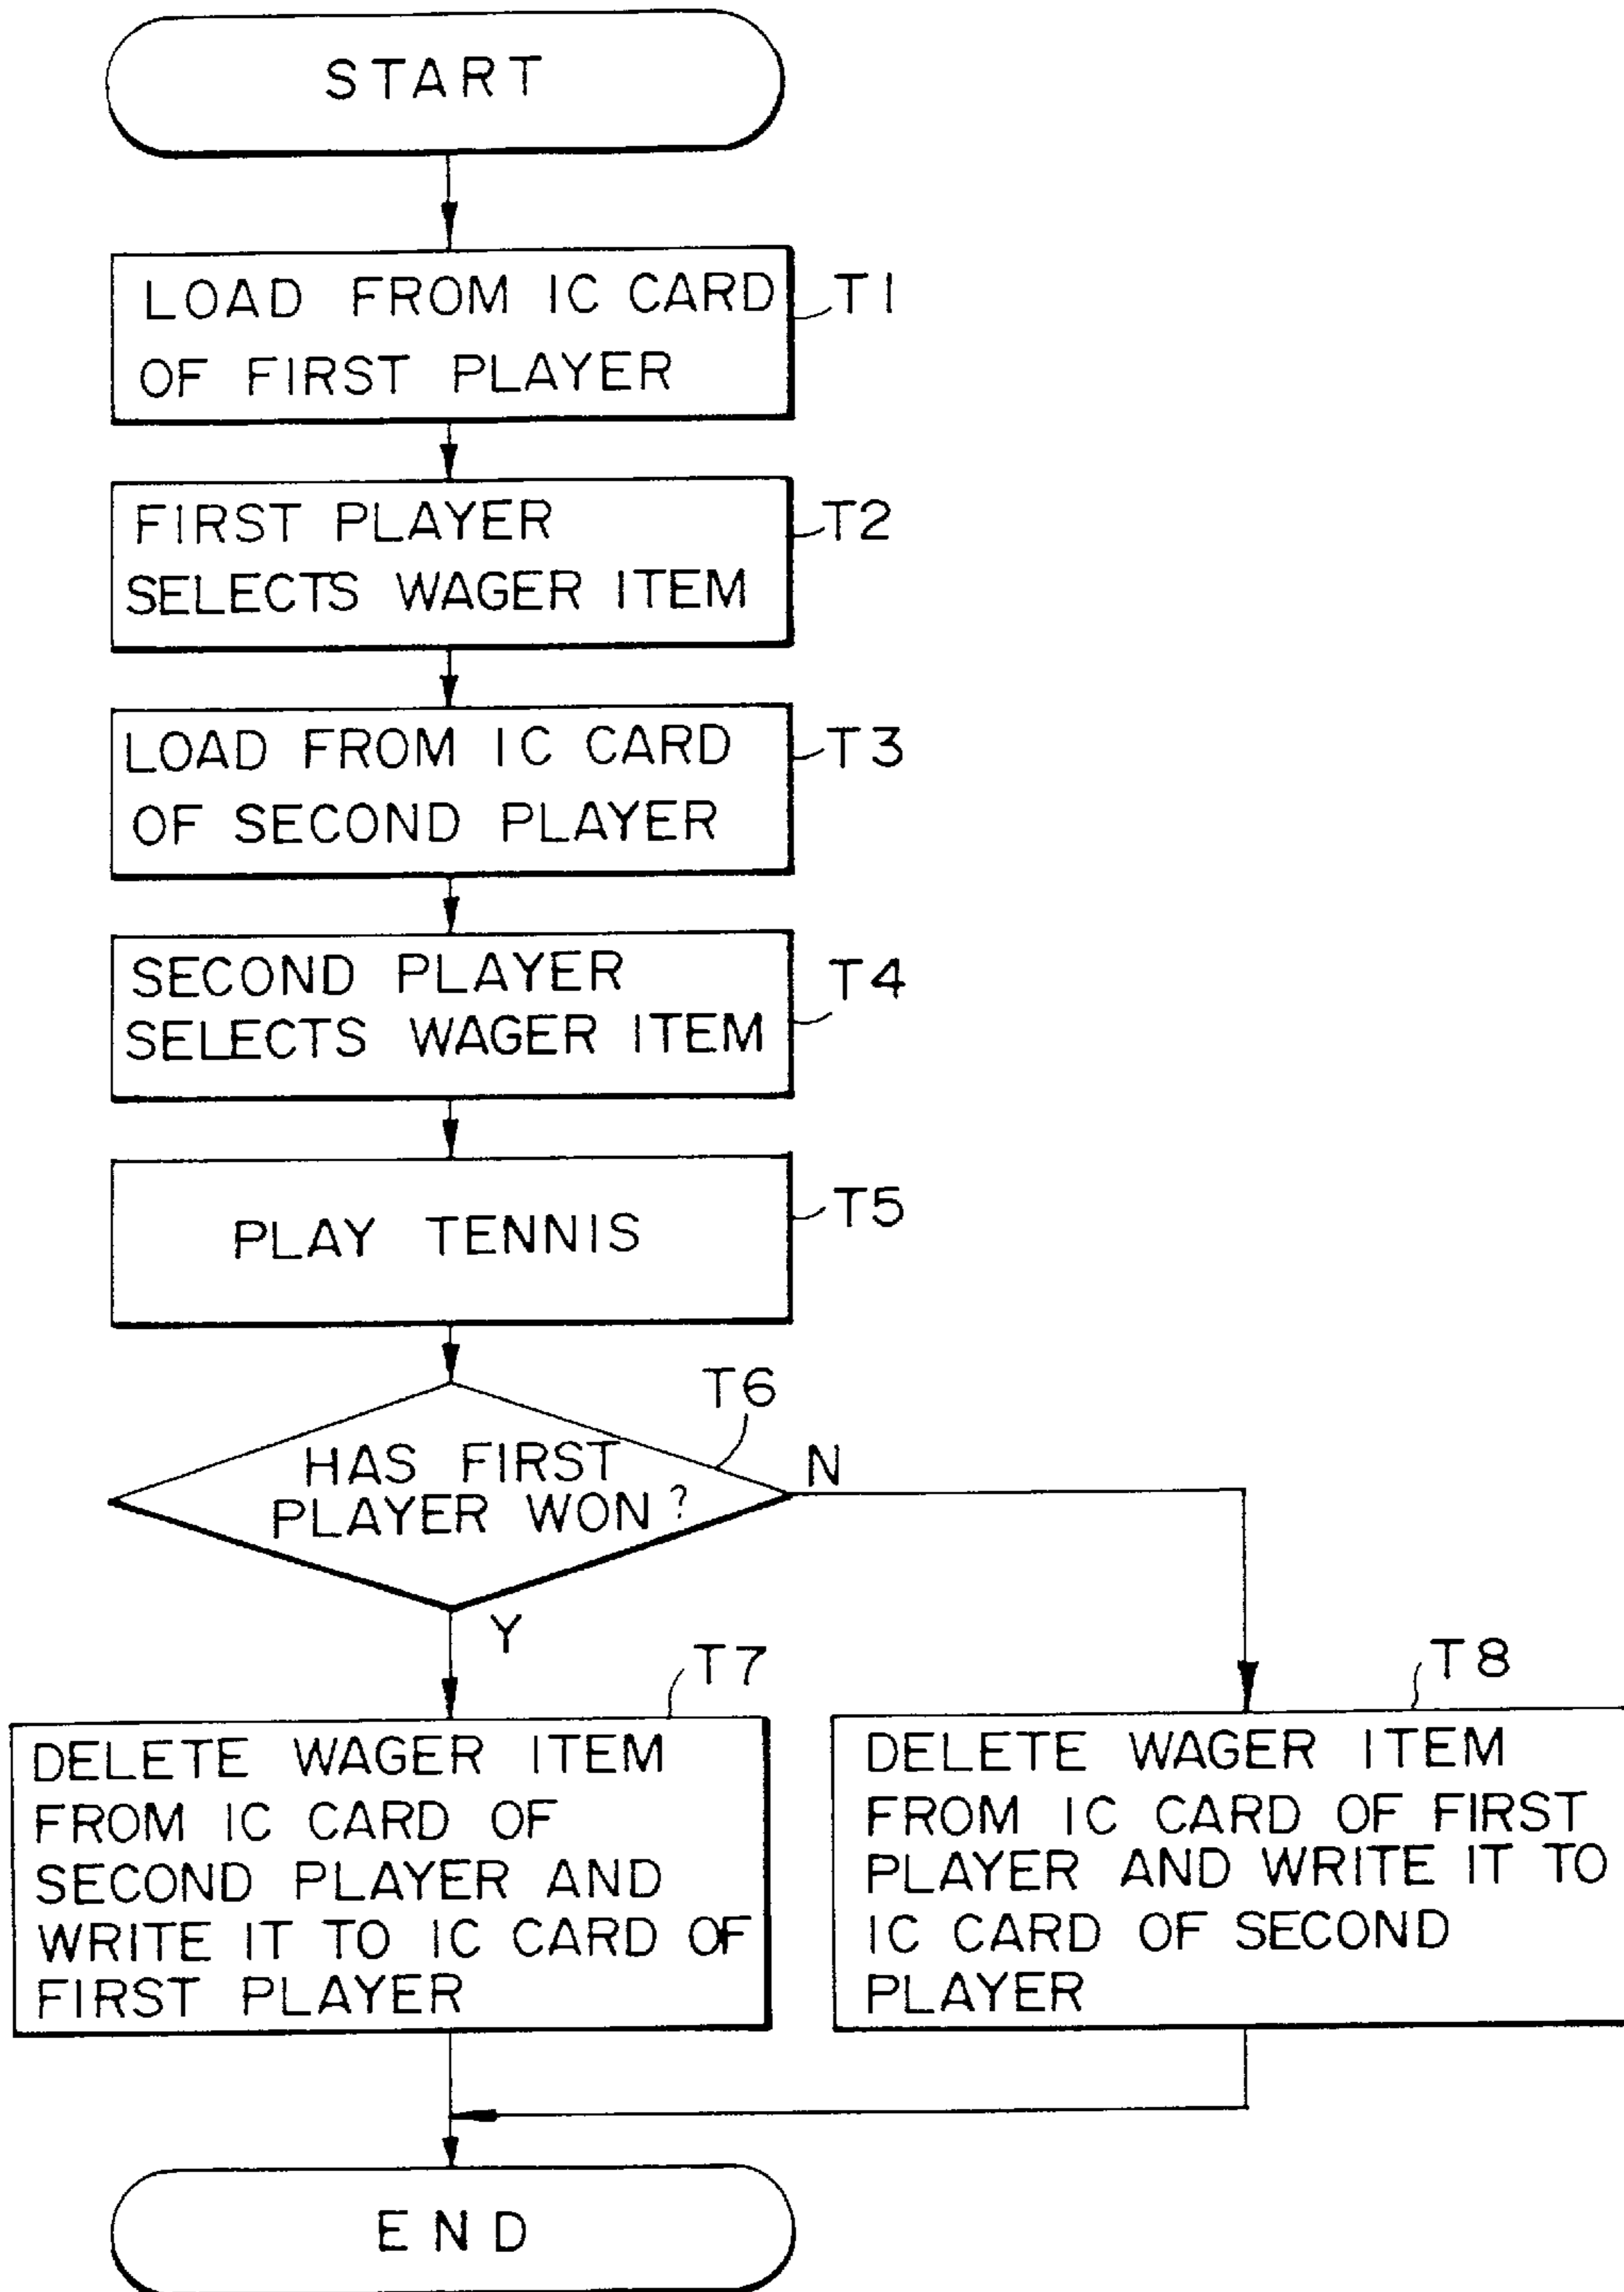 START
LOAD FROM IC CARD
OF FIRST PLAYER
T1
FIRST PLAYER
SELECTS WAGER ITEM
T2
LOAD FROM IC CARD
OF SECOND PLAYER
T3
SECOND PLAYER
SELECTS WAGER ITEM
T4
PLAY TENNIS
T5
T6
HAS FIRST
PLAYER WON?
N
Y
T7
DELETE WAGER ITEM
FROM IC CARD OF
SECOND PLAYER AND
WRITE IT TO IC CARD OF
FIRST PLAYER
T8
DELETE WAGER ITEM
FROM IC CARD OF FIRST
PLAYER AND WRITE IT TO
IC CARD OF SECOND
PLAYER
END